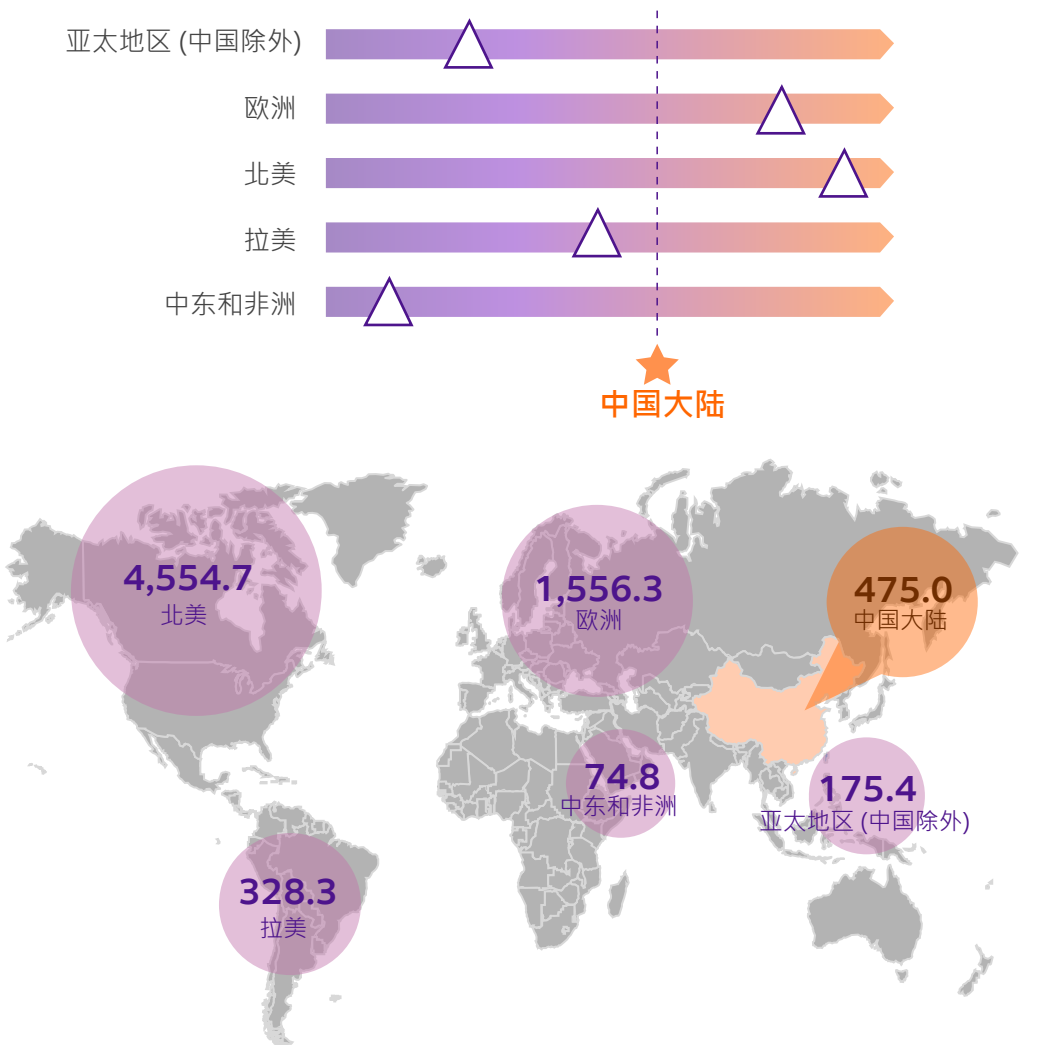 亚太地区 (中国除外)
欧洲
北美
拉美
中东和非洲
中国大陆
4,554.7
北美
1,556.3
欧洲
475.0
中国大陆
74.8
中东和非洲
175.4
亚太地区 (中国除外)
328.3
拉美